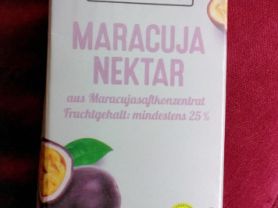 MARACUJA
NEKTAR
aus Maracujasaftkonzentrat
Fruchtgehalt: mindestens 25 %